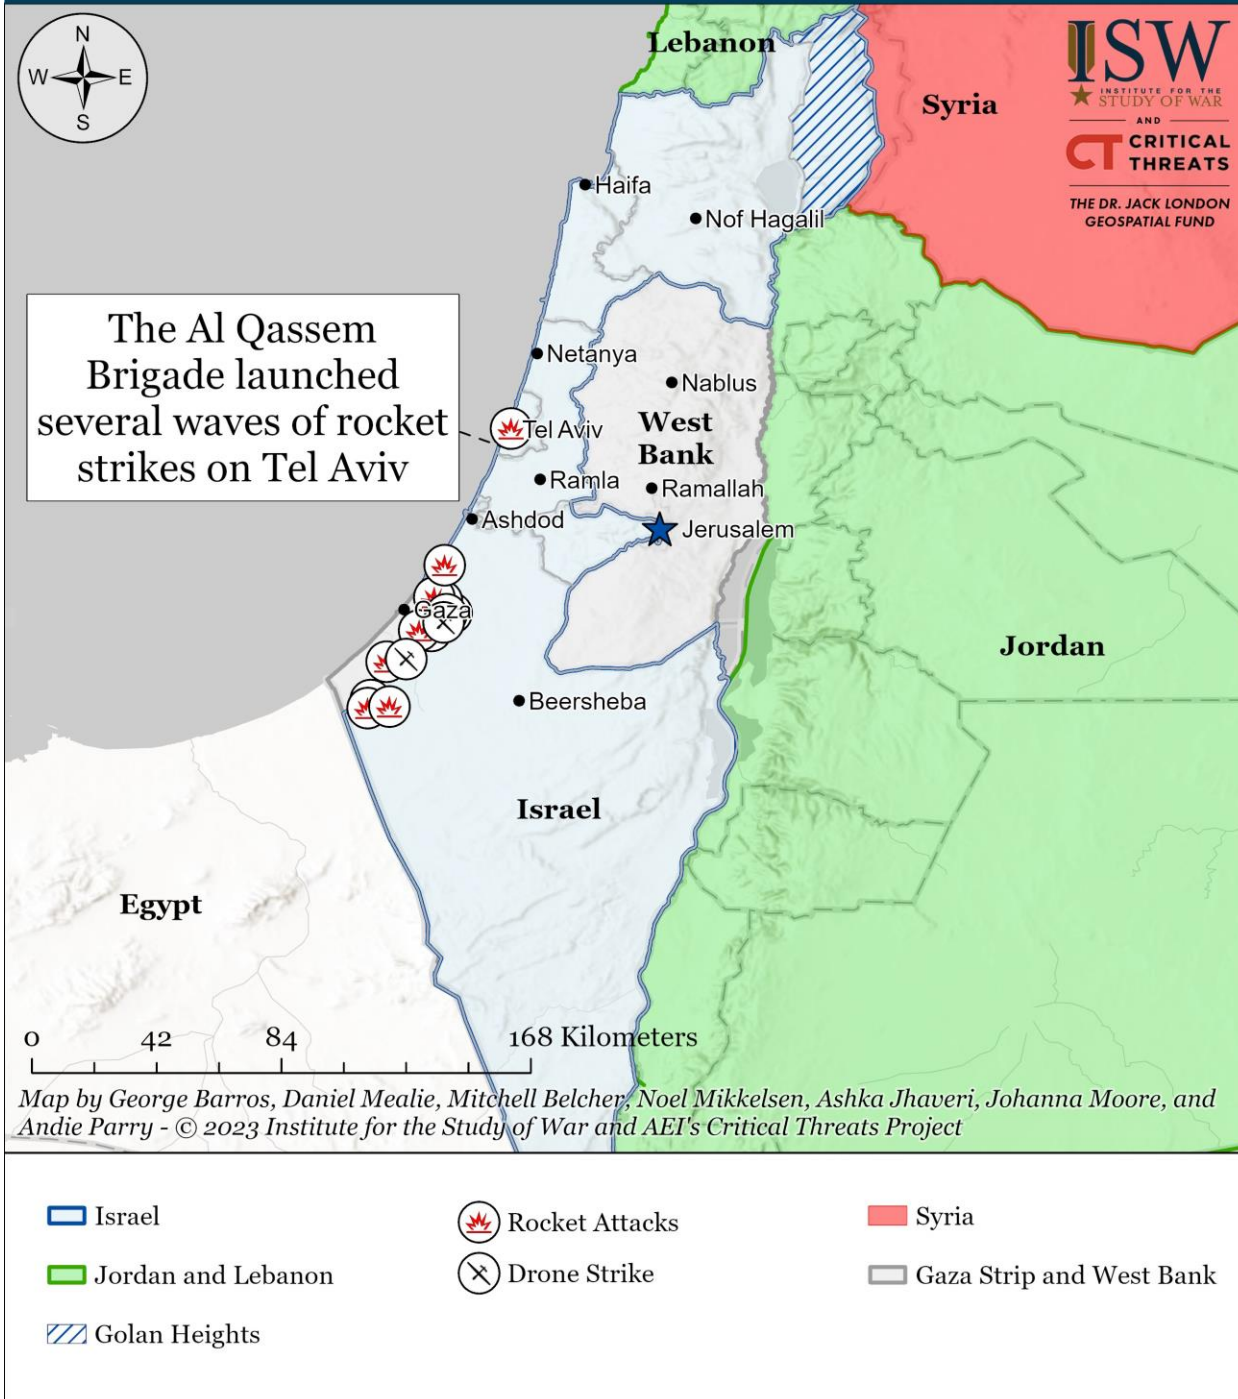 N
W E
S
Lebanon
Syria
ISW
INSTITUTE FOR THE
STUDY OF WAR
AND
CT CRITICAL
THREATS
THE DR. JACK LONDON
GEOSPATIAL FUND
Haifa
Nof Hagalil
The Al Qassem
Brigade launched
several waves of rocket
strikes on Tel Aviv
Netanya
Nablus
Tel Aviv
West
Bank
Ramla
Ramallah
Ashdod
Jerusalem
Gaza
Jordan
Beersheba
Israel
Egypt
0 42 84 168 Kilometers
Map by George Barros, Daniel Mealie, Mitchell Belcher, Noel Mikkelsen, Ashka Jhaveri, Johanna Moore, and
Andie Parry - © 2023 Institute for the Study of War and AEI's Critical Threats Project
Israel
Rocket Attacks
Syria
Jordan and Lebanon
Drone Strike
Gaza Strip and West Bank
Golan Heights